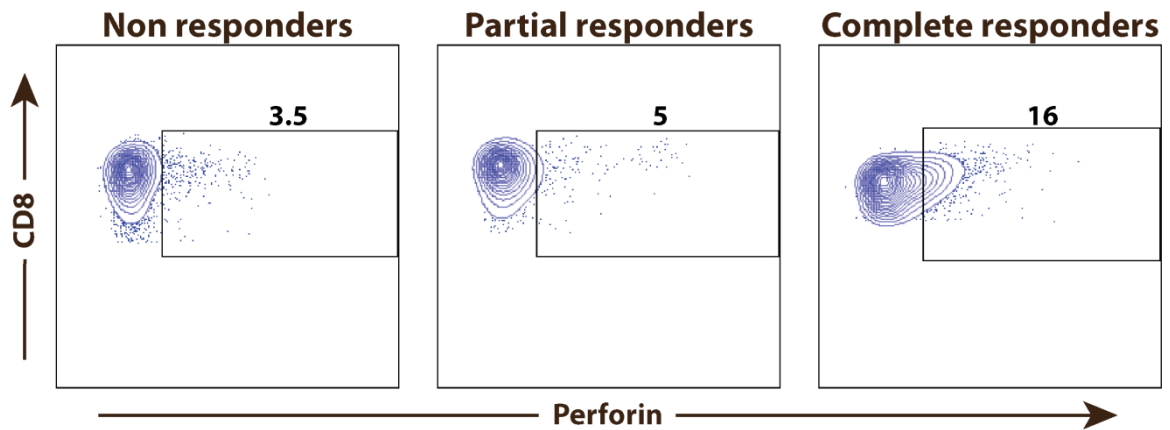 Non responders
Partial responders
Complete responders
3.5
5
16
CD8
Perforin